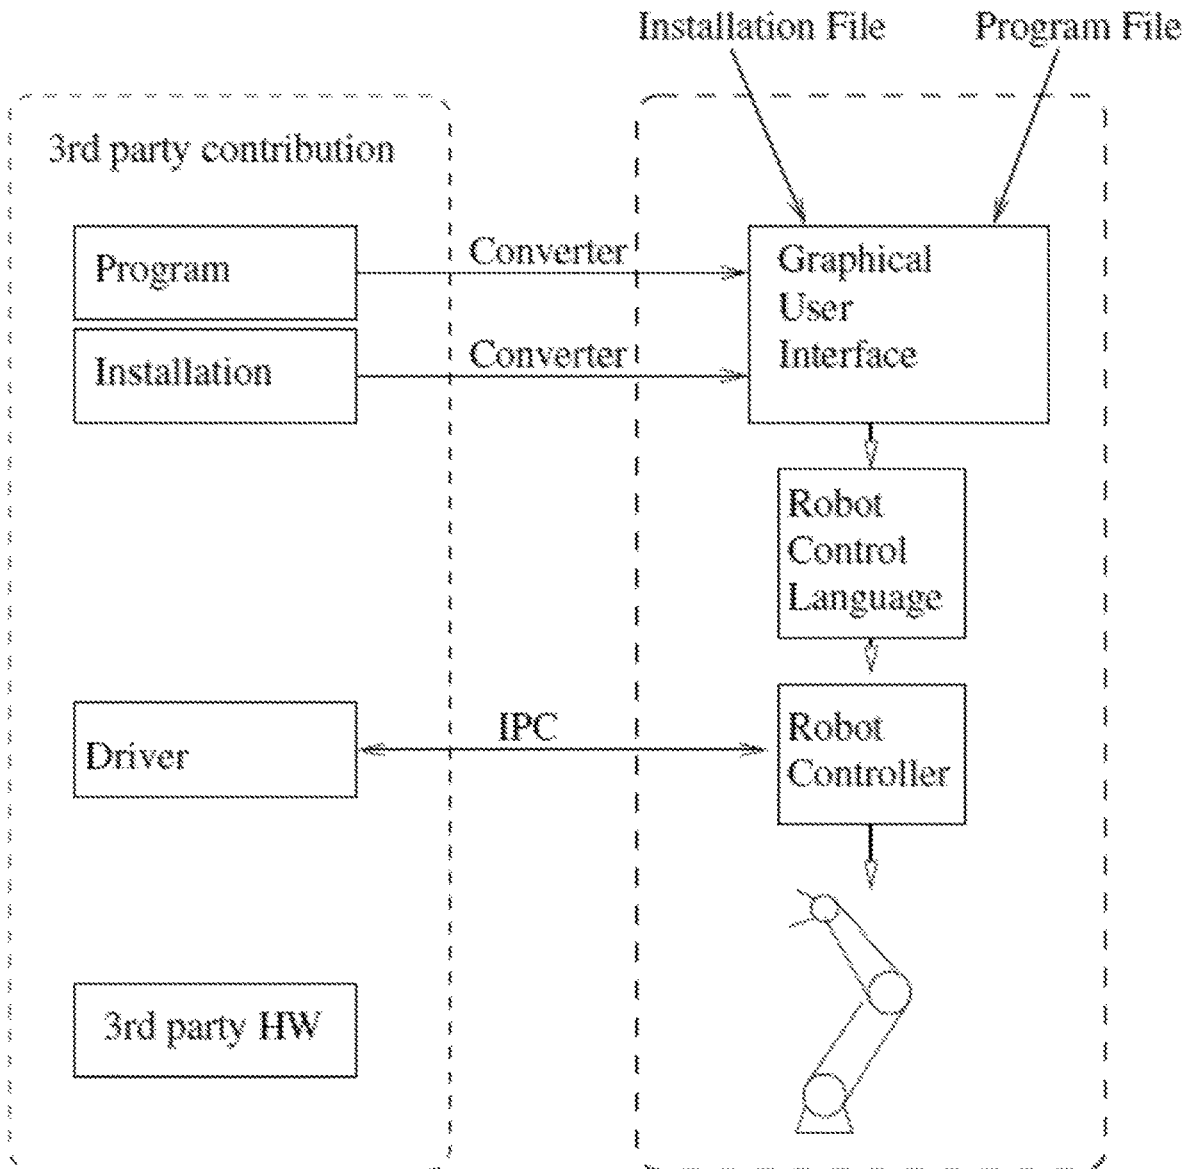 Installation File
Program File
3rd party contribution
Program
Converter
Graphical
User
Interface
Installation
Converter
Robot
Control
Language
Driver
IPC
Robot
Controller
3rd party HW